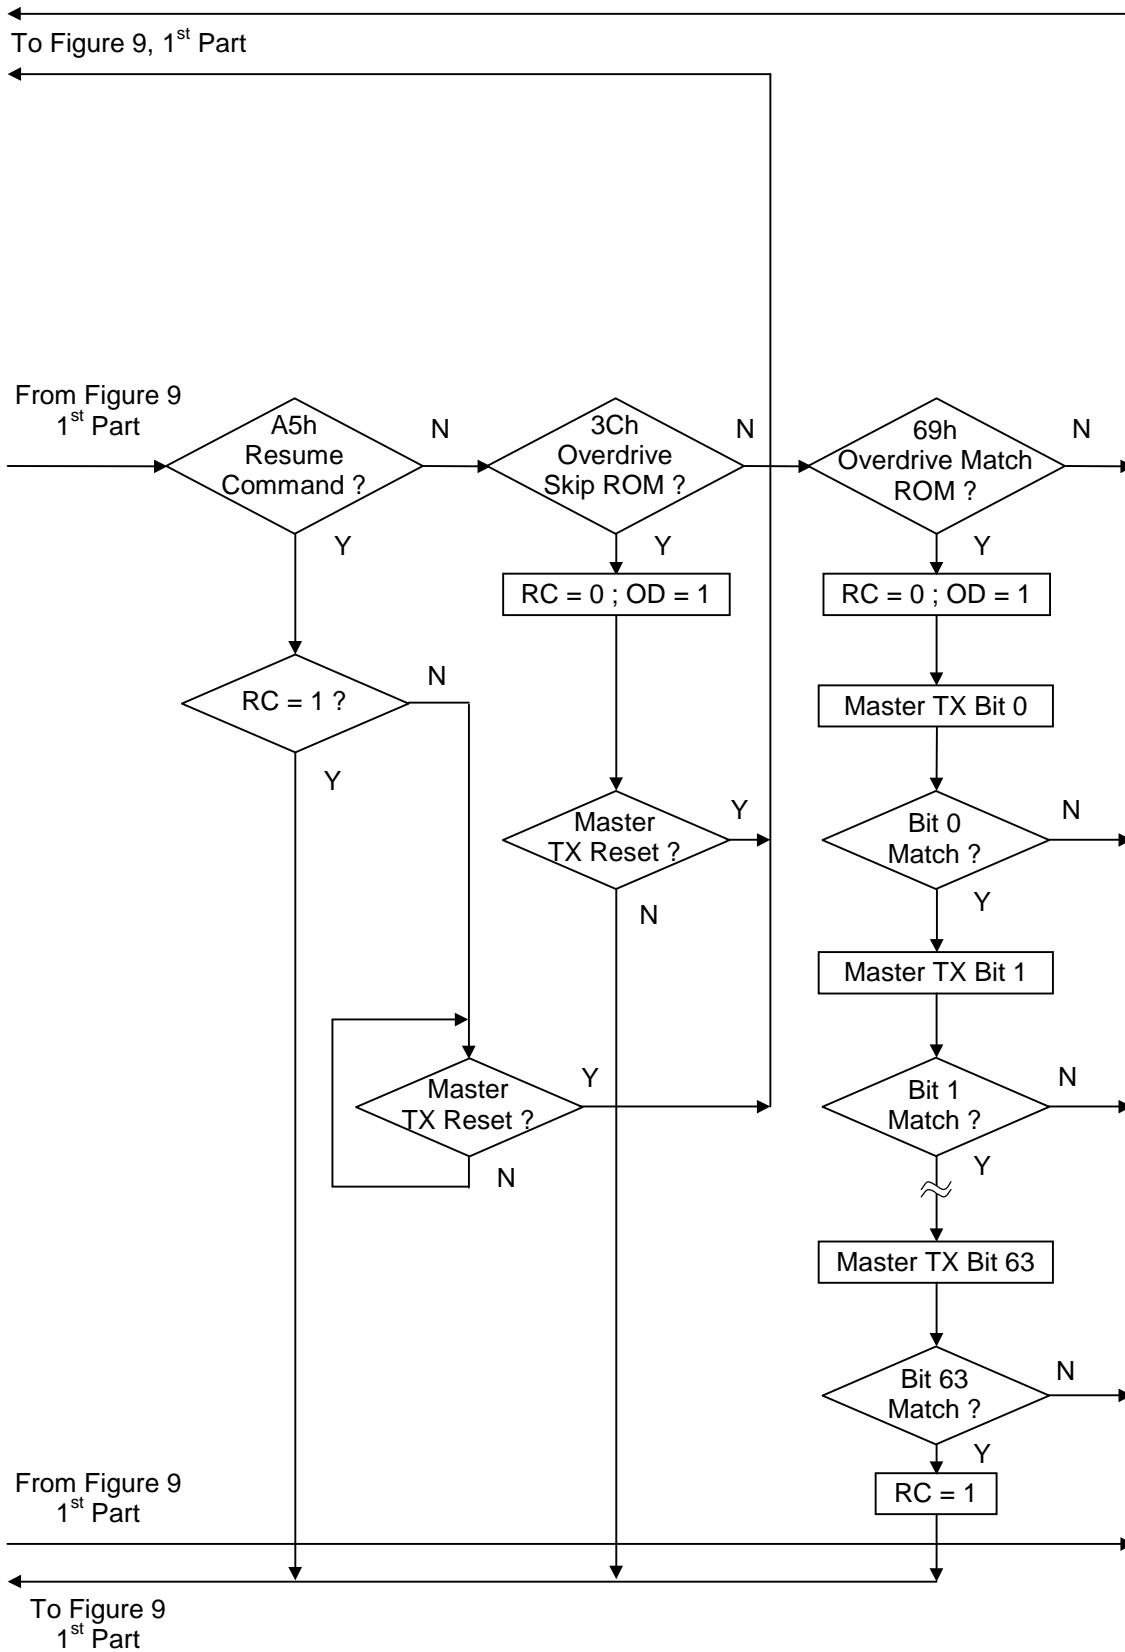 To Figure 9, 1st Part
From Figure 9
1st Part
A5h
Resume
Command ?
N
Y
3Ch
Overdrive
Skip ROM ?
N
Y
69h
Overdrive Match
ROM ?
N
Y
RC = 0 ; OD = 1
RC = 0 ; OD = 1
RC = 1 ?
N
Y
Master TX Bit 0
Master
TX Reset ?
Y
N
Bit 0
Match ?
N
Y
Master TX Bit 1
Master
TX Reset ?
Y
N
Bit 1
Match ?
N
Y
Master TX Bit 63
Bit 63
Match ?
N
Y
RC = 1
From Figure 9
1st Part
To Figure 9
1st Part